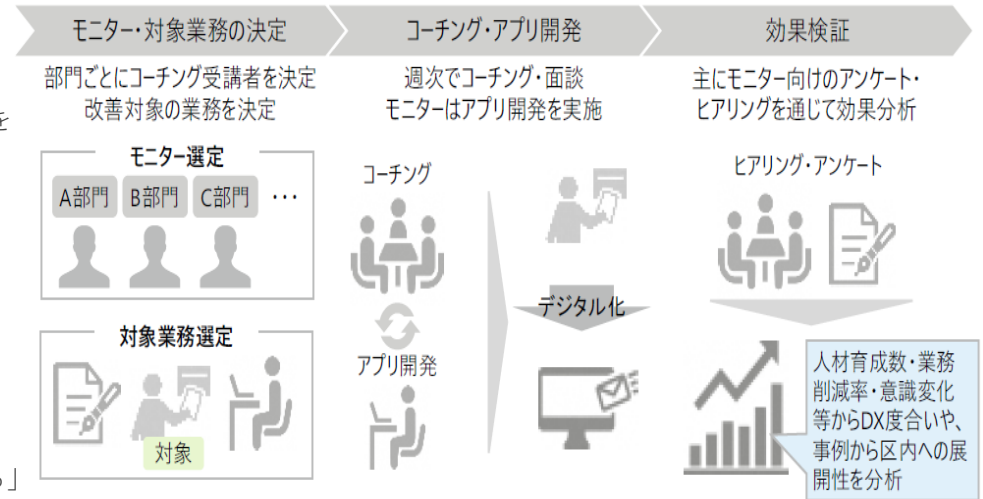 モニター・対象業務の決定
コーチング・アプリ開発
効果検証
部門ごとにコーチング受講者を決定
改善対象の業務を決定
週次でコーチング・面談
モニターはアプリ開発を実施
主にモニター向けのアンケート・
ヒアリングを通じて効果分析
を
モニター選定
A部門
B部門
C部門
・・・
対象業務選定
対象
コーチング
アプリ開発
デジタル化
ヒアリング・アンケート
人材育成数・業務
削減率・意識変化
等からDX度合いや、
事例から区内への展
開性を分析
」